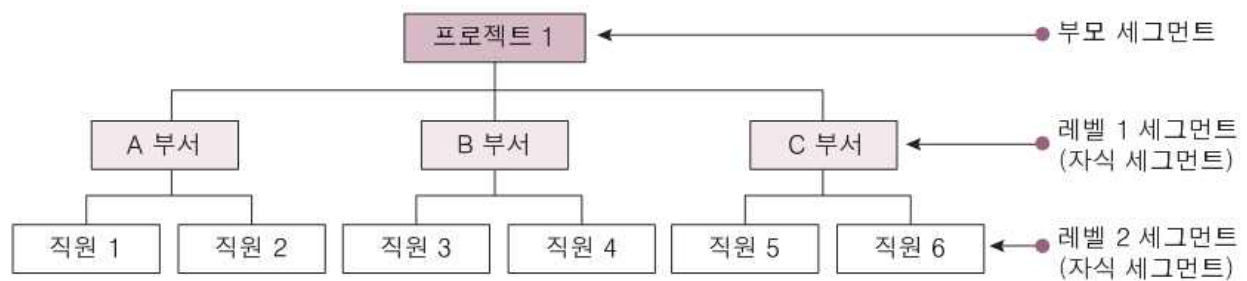 프로젝트 1
부모 세그먼트
A 부서
B 부서
C 부서
레벨 1 세그먼트
(자식 세그먼트)
직원 1
직원 2
직원 3
직원 4
직원 5
직원 6
레벨 2 세그먼트
(자식 세그먼트)